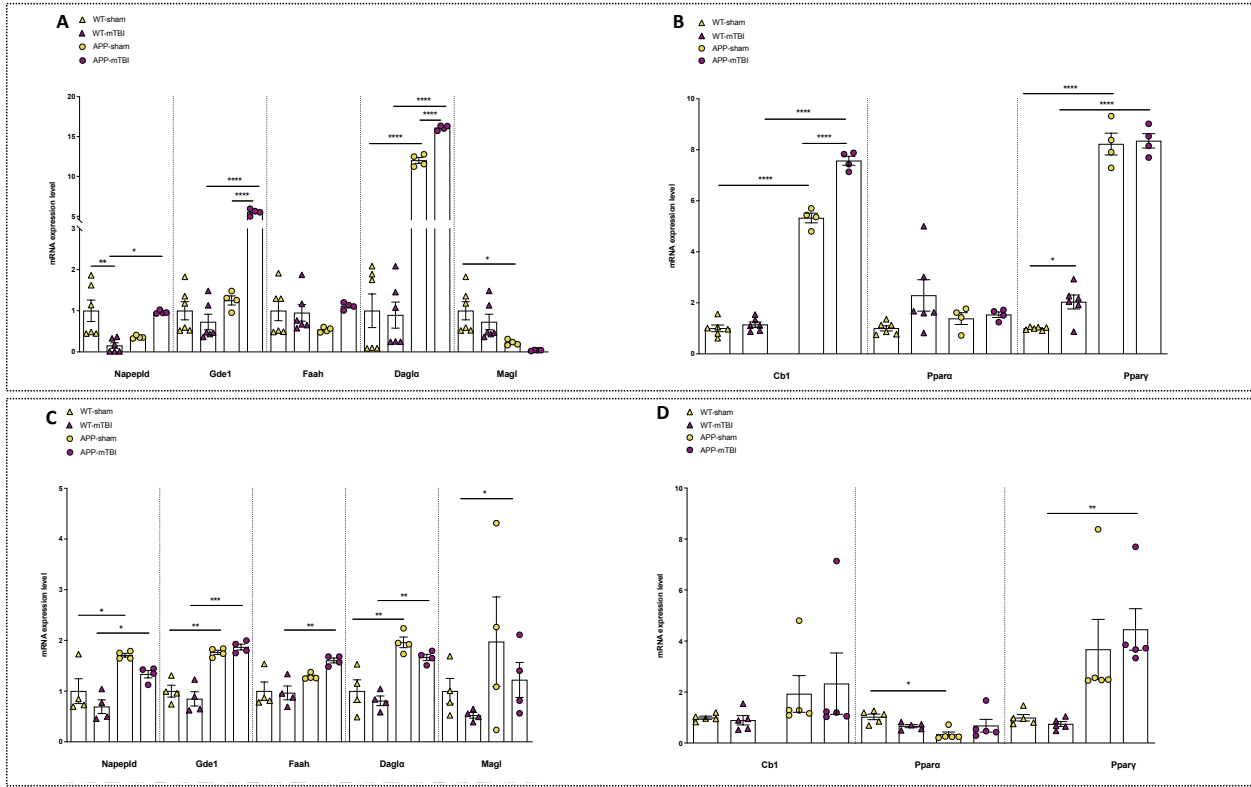 A
WT-sham
WT-mTBI
APP-sham
APP-mTBI
mRNA expression level
20
15
10
5
3
2
1
0
**
*
****
****
****
****
****
*
Napepld
Gde1
Faah
Daglα
Magl
B
WT-sham
WT-mTBI
APP-sham
APP-mTBI
mRNA expression level
10
8
6
4
2
0
****
****
****
****
****
*
Cb1
Pparα
Pparγ
C
WT-sham
WT-mTBI
APP-sham
APP-mTBI
mRNA expression level
5
4
3
2
1
0
*
*
***
**
**
**
**
*
Napepld
Gde1
Faah
Daglα
Magl
D
WT-sham
WT-mTBI
APP-sham
APP-mTBI
mRNA expression level
10
8
6
4
2
0
*
**
Cb1
Pparα
Pparγ